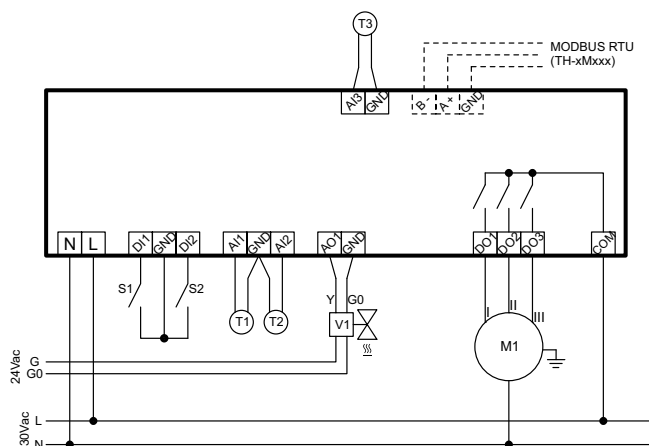 T3
MODBUS RTU
(TH-xMxxx)
AI3 GND B - A + GND
N L DI1 GND DI2 AI1 GND AI2 AO1 GND DO1 DO2 DO3 COM
S1 S2 T1 T2 Y G0 V1 I II III
M1
24Vac
G
G0
30Vac
L
N